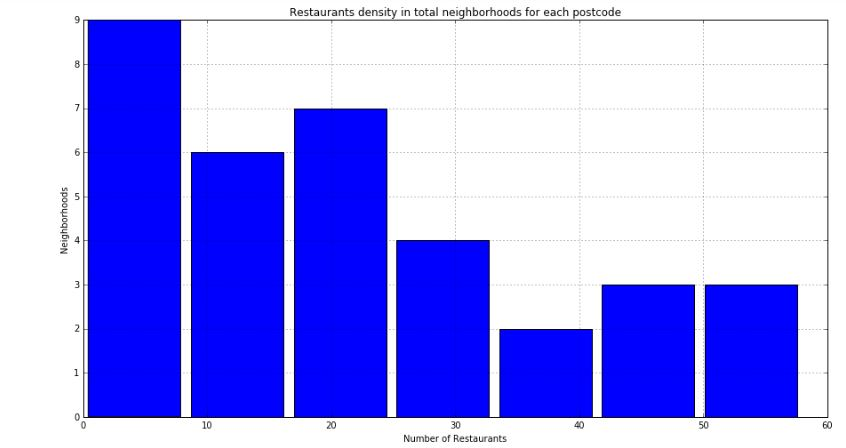 Restaurants density in total neighborhoods for each postcode
9
8
7
6
5
4
3
2
1
0
Neighborhoods
0 10 20 30 40 50 60
Number of Restaurants